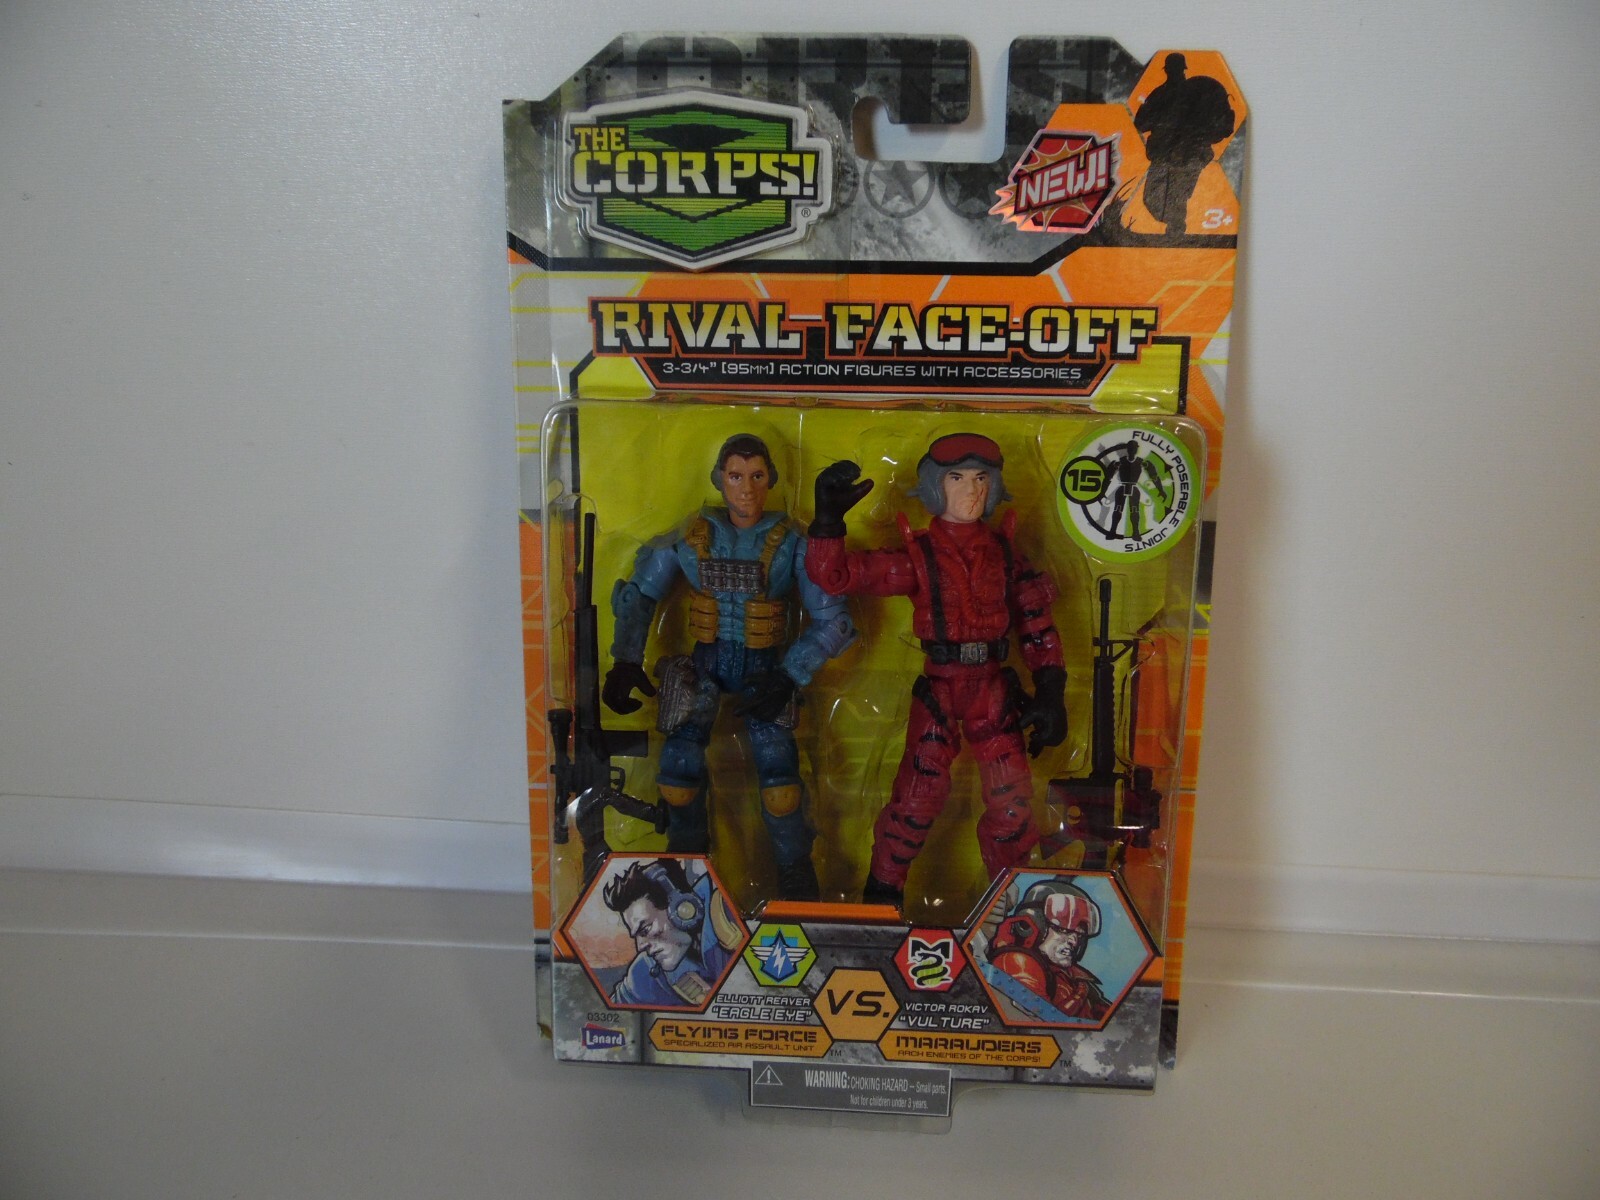 THE
CORPS!
®
NEW!
3+
RIVAL FACE-OFF
3-3/4" [95MM] ACTION FIGURES WITH ACCESSORIES
15
FULLY POSEABLE JOINTS
ELLIOTT REAVER
"EAGLE EYE"
VS.
VICTOR ROKAV
"VULTURE"
03302
Lanard
FLYING FORCE
SPECIALIZED AIR ASSAULT UNIT
TM
MARAUDERS
ARCH ENEMIES OF THE CORPS!
TM
WARNING: CHOKING HAZARD – Small parts.
Not for children under 3 years.